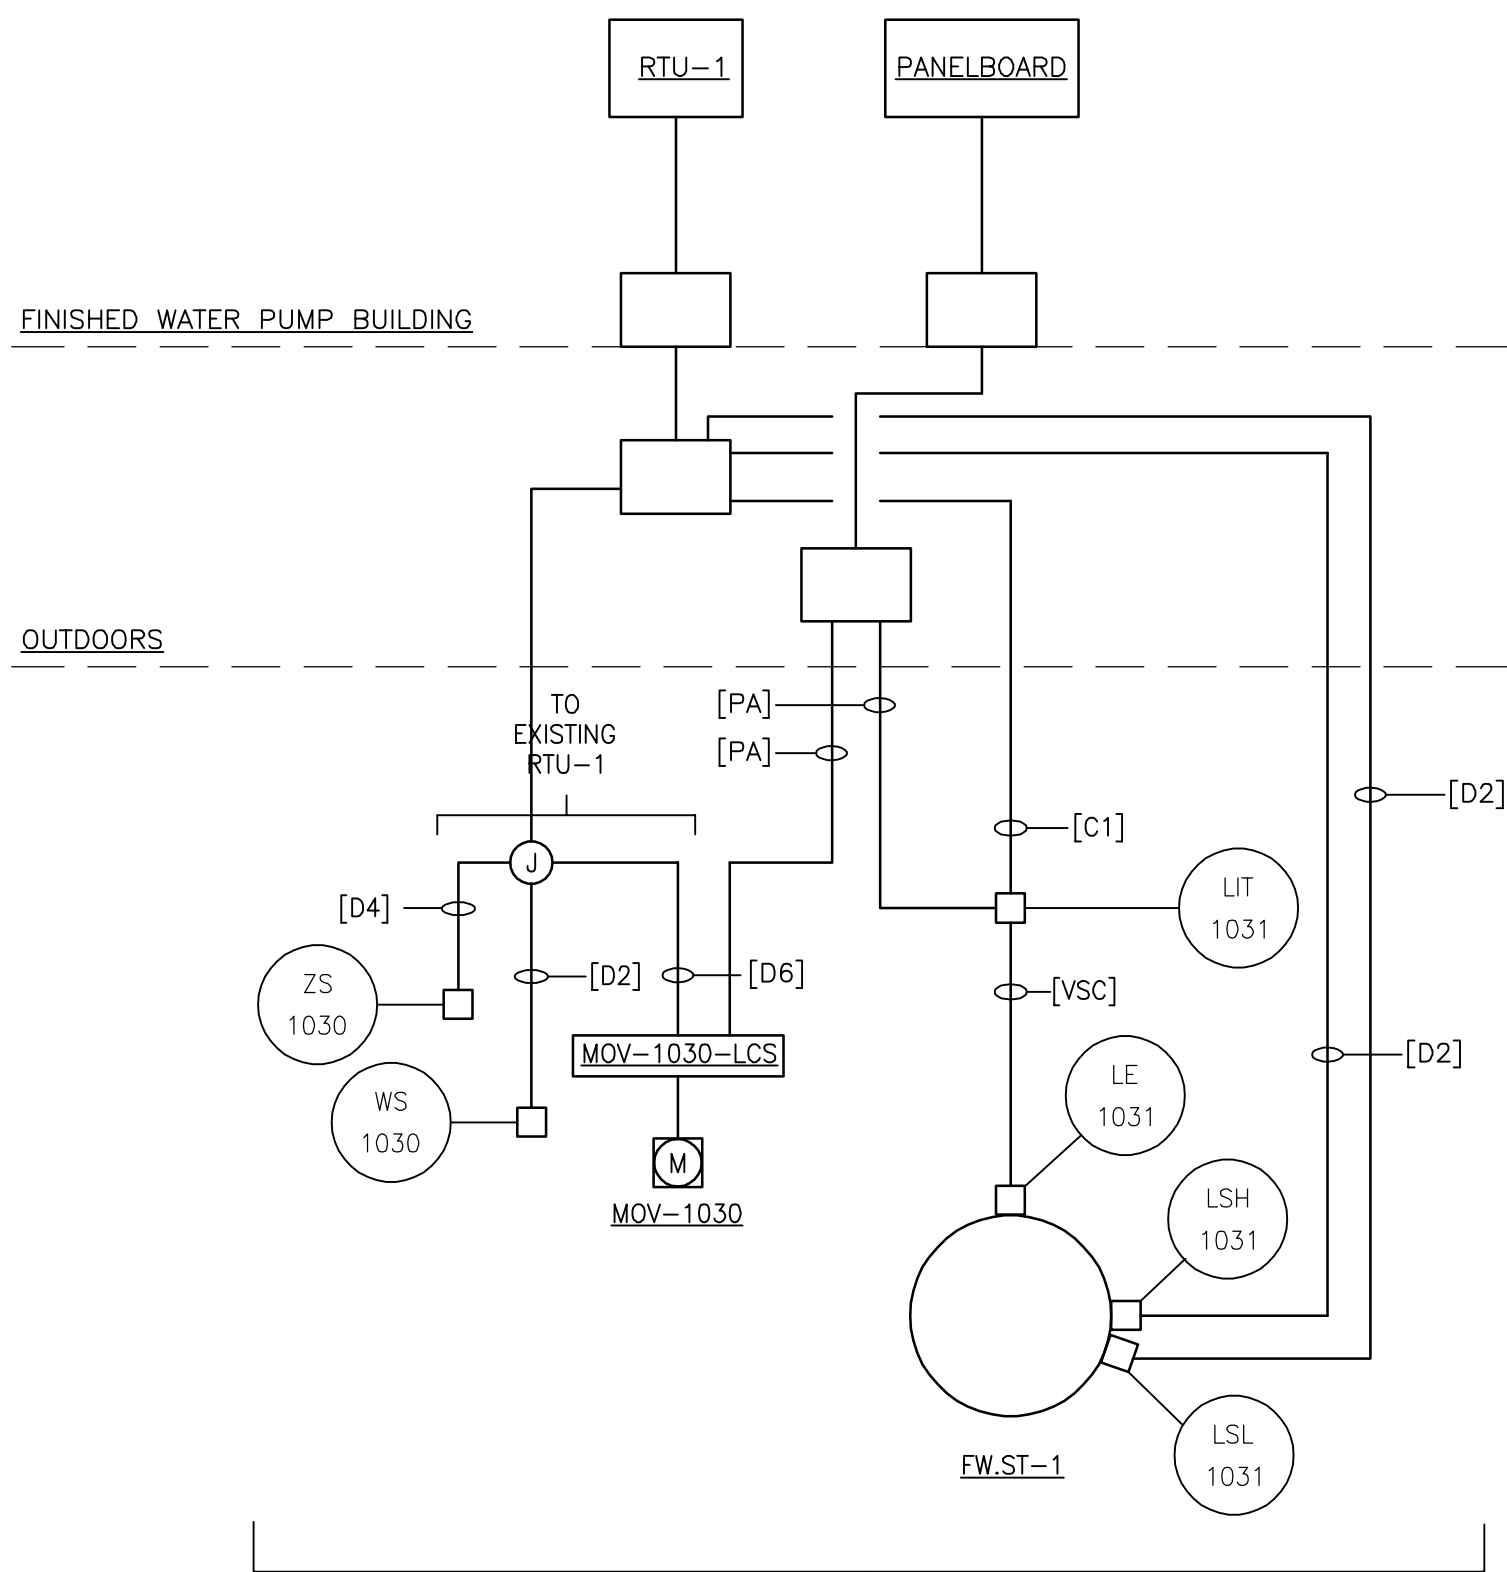 RTU-1
PANELBOARD
FINISHED WATER PUMP BUILDING
OUTDOORS
TO
EXISTING
RTU-1
[PA]
[PA]
[D2]
[C1]
J
LIT
1031
[D4]
ZS
1030
[D2]
[D6]
[VSC]
MOV-1030-LCS
[D2]
LE
1031
WS
1030
M
MOV-1030
LSH
1031
LSL
1031
FW.ST-1